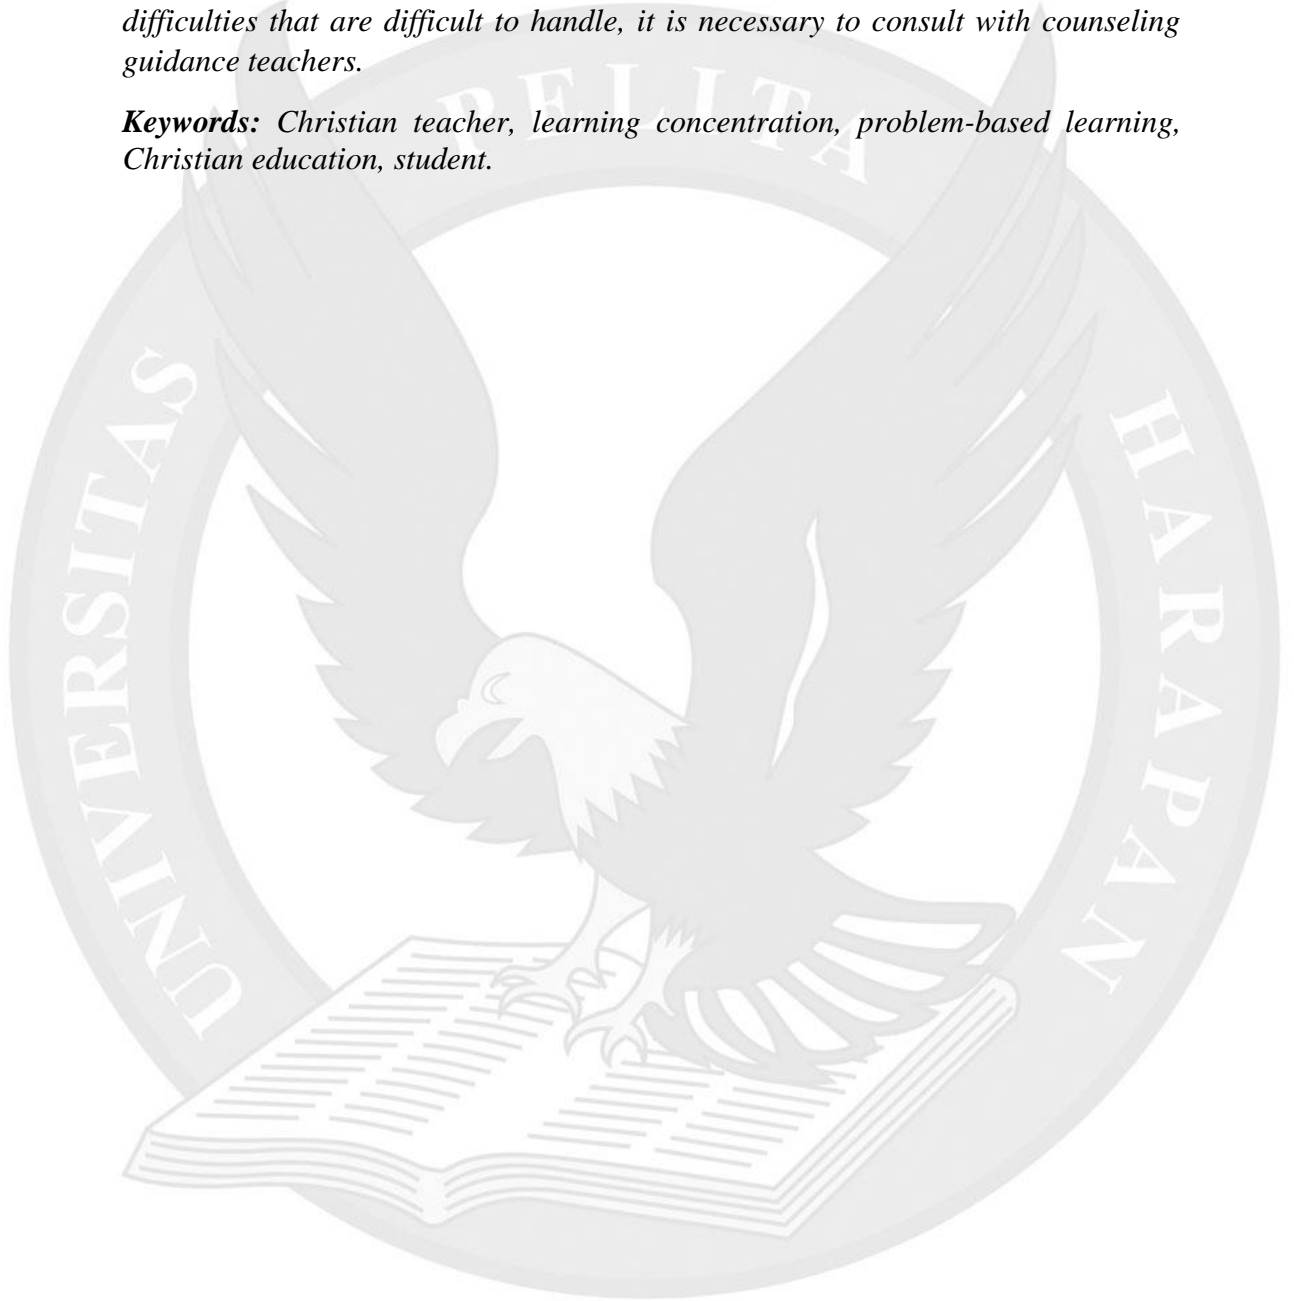 difficulties that are difficult to handle, it is necessary to consult with counseling
guidance teachers.
Keywords: Christian teacher, learning concentration, problem-based learning,
Christian education, student.
UNIVERSITAS PELITA HARAPAN